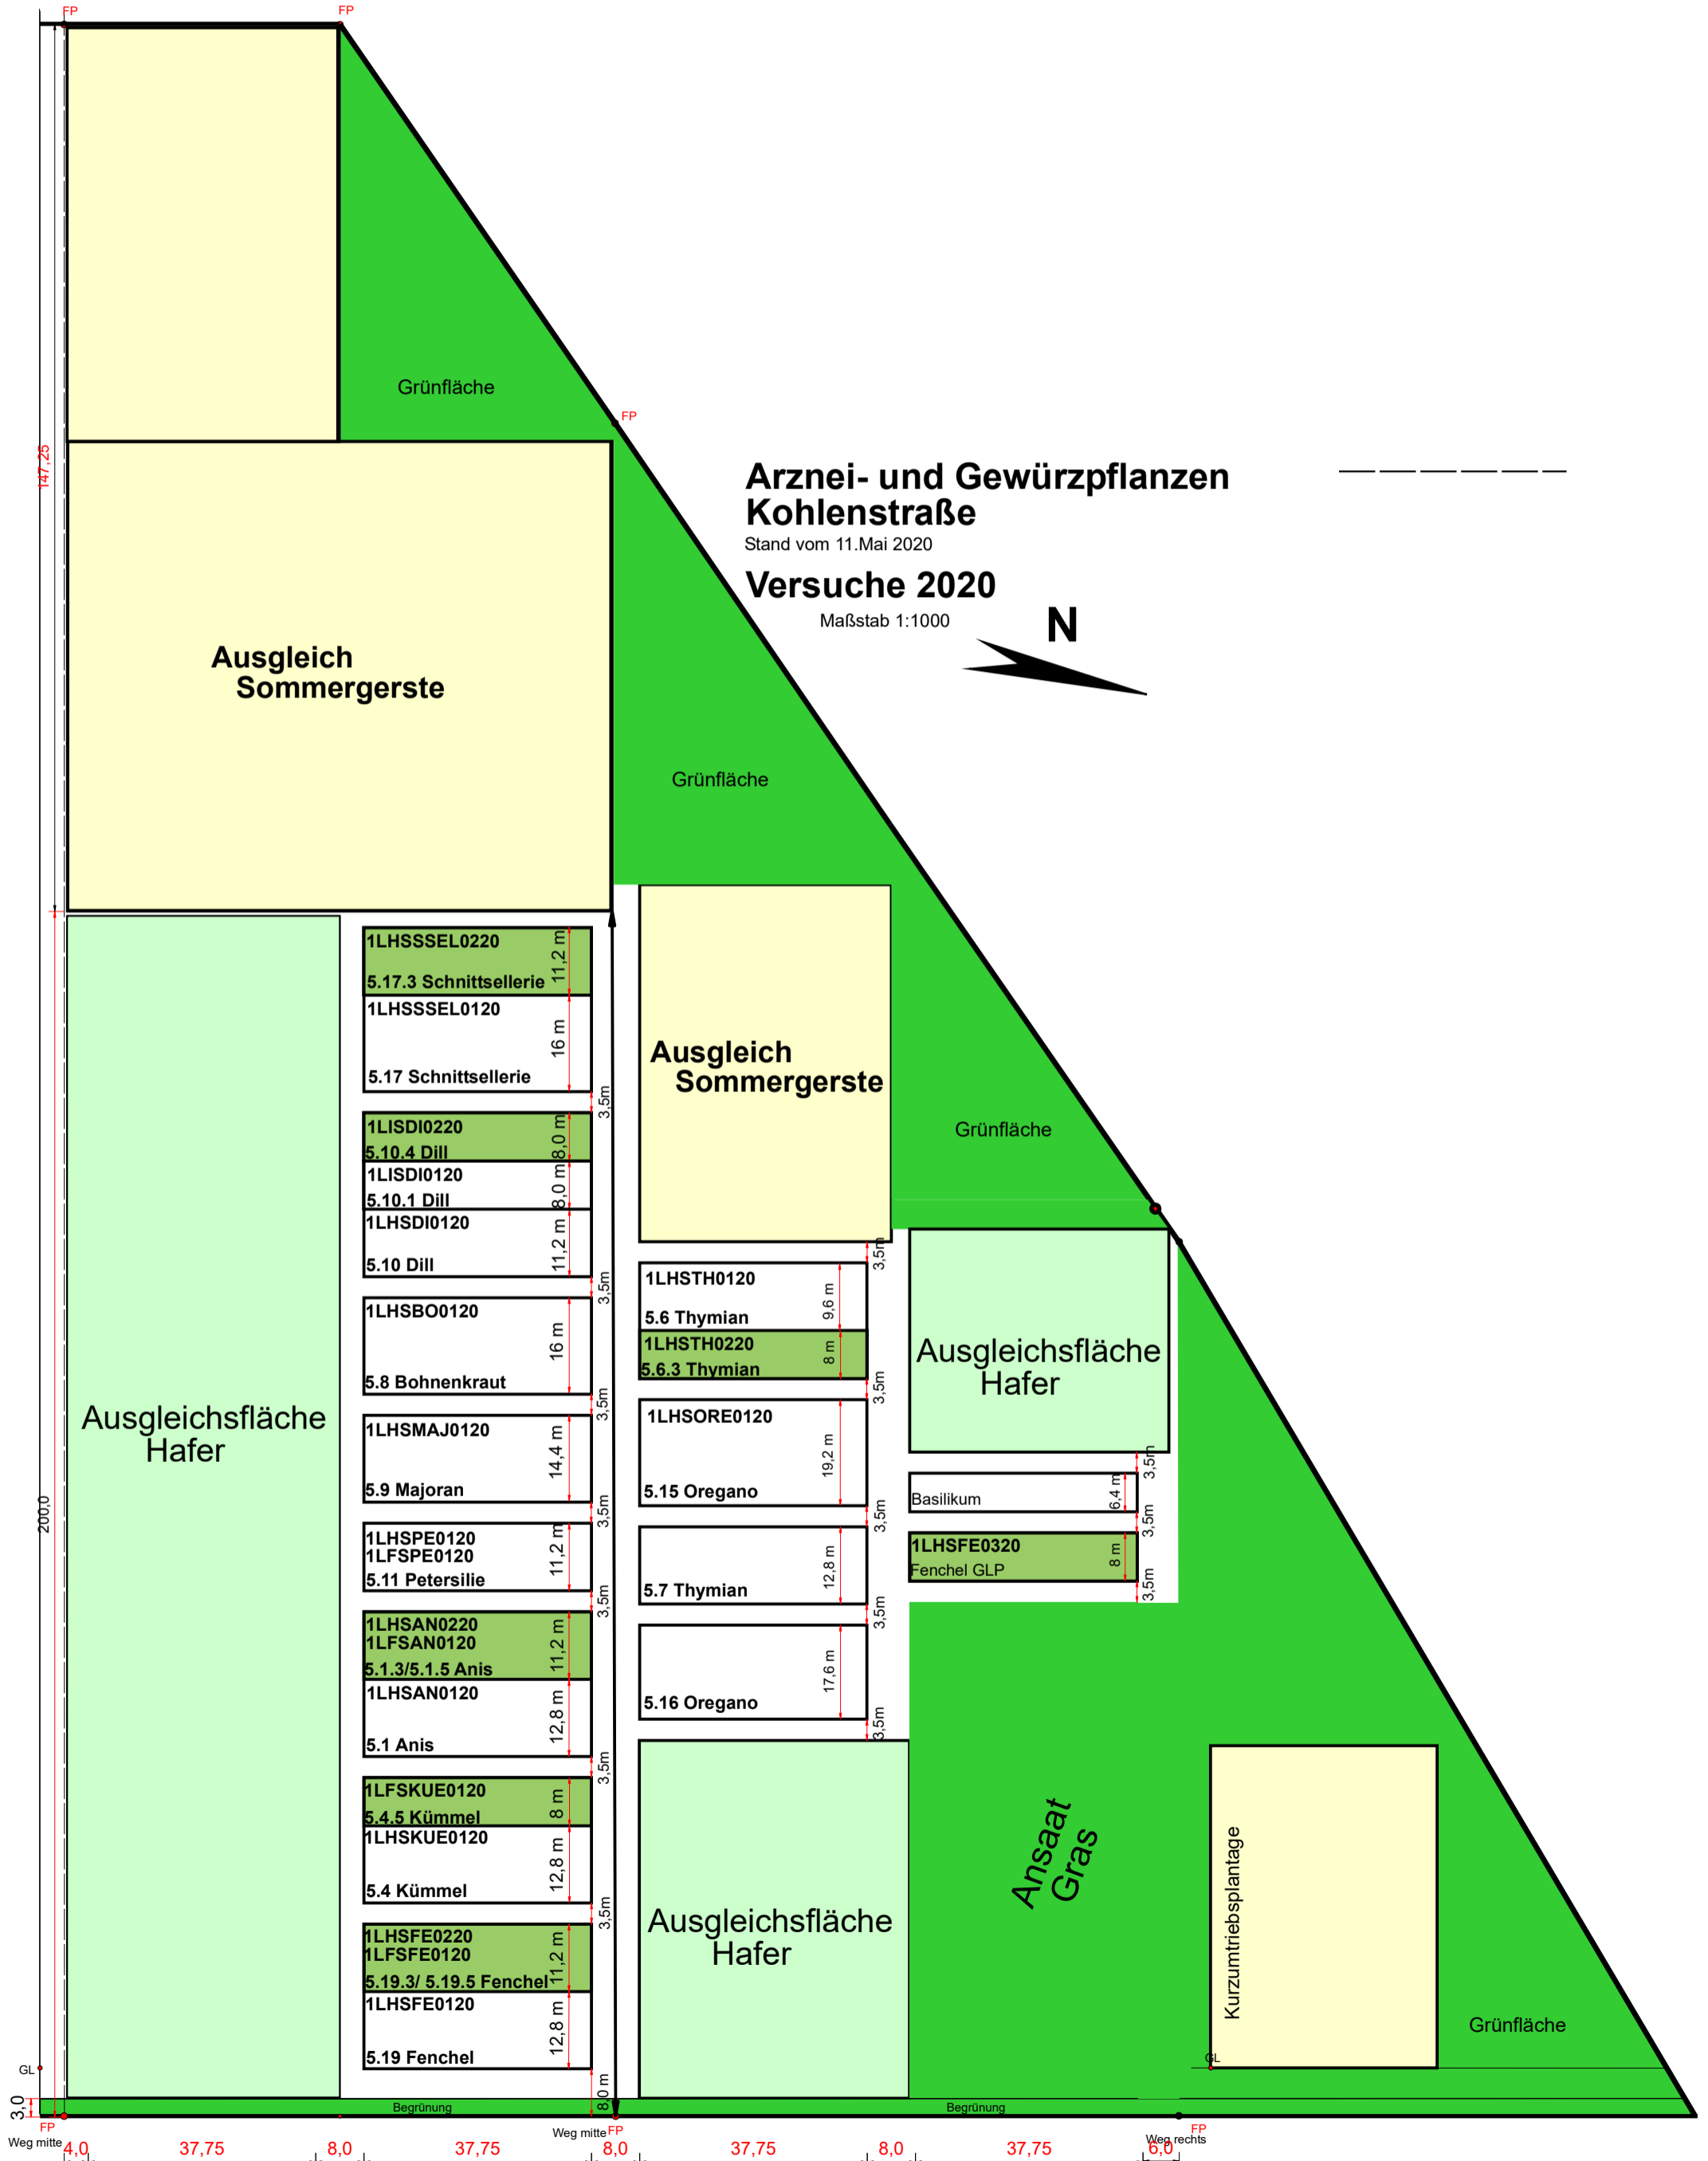 FP
FP
147,25
Grünfläche
FP
Arznei- und Gewürzpflanzen
Kohlenstraße
Stand vom 11.Mai 2020
Versuche 2020
Maßstab 1:1000
N
Ausgleich
Sommergerste
Grünfläche
1LHSSSEL0220
5.17.3 Schnittsellerie
11,2 m
1LHSSSEL0120
5.17 Schnittsellerie
16 m
3,5m
1LISDI0220
5.10.4 Dill
8,0 m
1LISDI0120
5.10.1 Dill
8,0 m
1LHSDI0120
5.10 Dill
11,2 m
3,5m
1LHSBO0120
5.8 Bohnenkraut
16 m
3,5m
1LHSMAJ0120
5.9 Majoran
14,4 m
3,5m
1LHSPE0120
1LFSPE0120
5.11 Petersilie
11,2 m
3,5m
1LHSAN0220
1LFSAN0120
5.1.3/5.1.5 Anis
11,2 m
1LHSAN0120
5.1 Anis
12,8 m
3,5m
1LFSKUE0120
5.4.5 Kümmel
8 m
1LHSKUE0120
5.4 Kümmel
12,8 m
3,5m
1LHSFE0220
1LFSFE0120
5.19.3/ 5.19.5 Fenchel
11,2 m
1LHSFE0120
5.19 Fenchel
12,8 m
8,0 m
Ausgleichsfläche
Hafer
200,0
Ausgleich
Sommergerste
Grünfläche
3,5m
1LHSTH0120
5.6 Thymian
9,6 m
1LHSTH0220
5.6.3 Thymian
8 m
3,5m
1LHSORE0120
5.15 Oregano
19,2 m
3,5m
5.7 Thymian
12,8 m
3,5m
5.16 Oregano
17,6 m
3,5m
Ausgleichsfläche
Hafer
Ausgleichsfläche
Hafer
3,5m
Basilikum
6,4 m
3,5m
1LHSFE0320
Fenchel GLP
8 m
3,5m
Ansaat
Gras
Kurzumtriebsplantage
Grünfläche
GL
GL
3,0
Begrünung
Begrünung
FP
FP
FP
Weg mitte
Weg mitte
Weg rechts
4,0
37,75
8,0
37,75
8,0
37,75
8,0
37,75
6,0